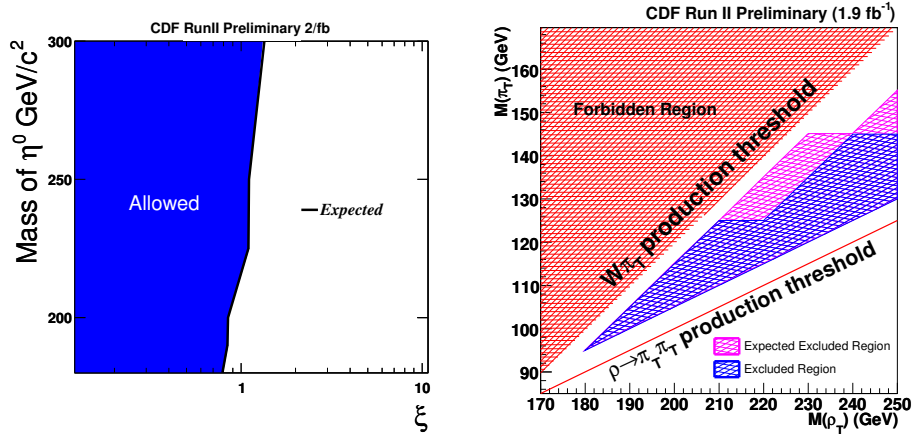 CDF RunII Preliminary 2/fb
Mass of η⁰ GeV/c²
300
200
Allowed
Expected
1
10
ξ
CDF Run II Preliminary (1.9 fb⁻¹)
M(π_T) (GeV)
160
150
140
130
120
110
100
90
Forbidden Region
Wπ_T production threshold
ρ→π_T π_T production threshold
Expected Excluded Region
Excluded Region
170 180 190 200 210 220 230 240 250
M(ρ_T) (GeV)